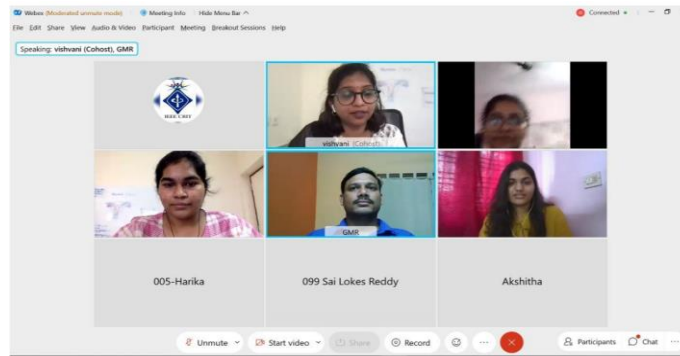 Webex (Moderated unmute mode) Meeting Info Hide Menu Bar Connected
File Edit Share View Audio & Video Participant Meeting Breakout Sessions Help
Speaking: vishvani (Cohost), GMR
IEEE CBIT
vishvani (Cohost)
GMR
005-Harika 099 Sai Lokes Reddy Akshitha
Unmute Start video Share Record Participants Chat